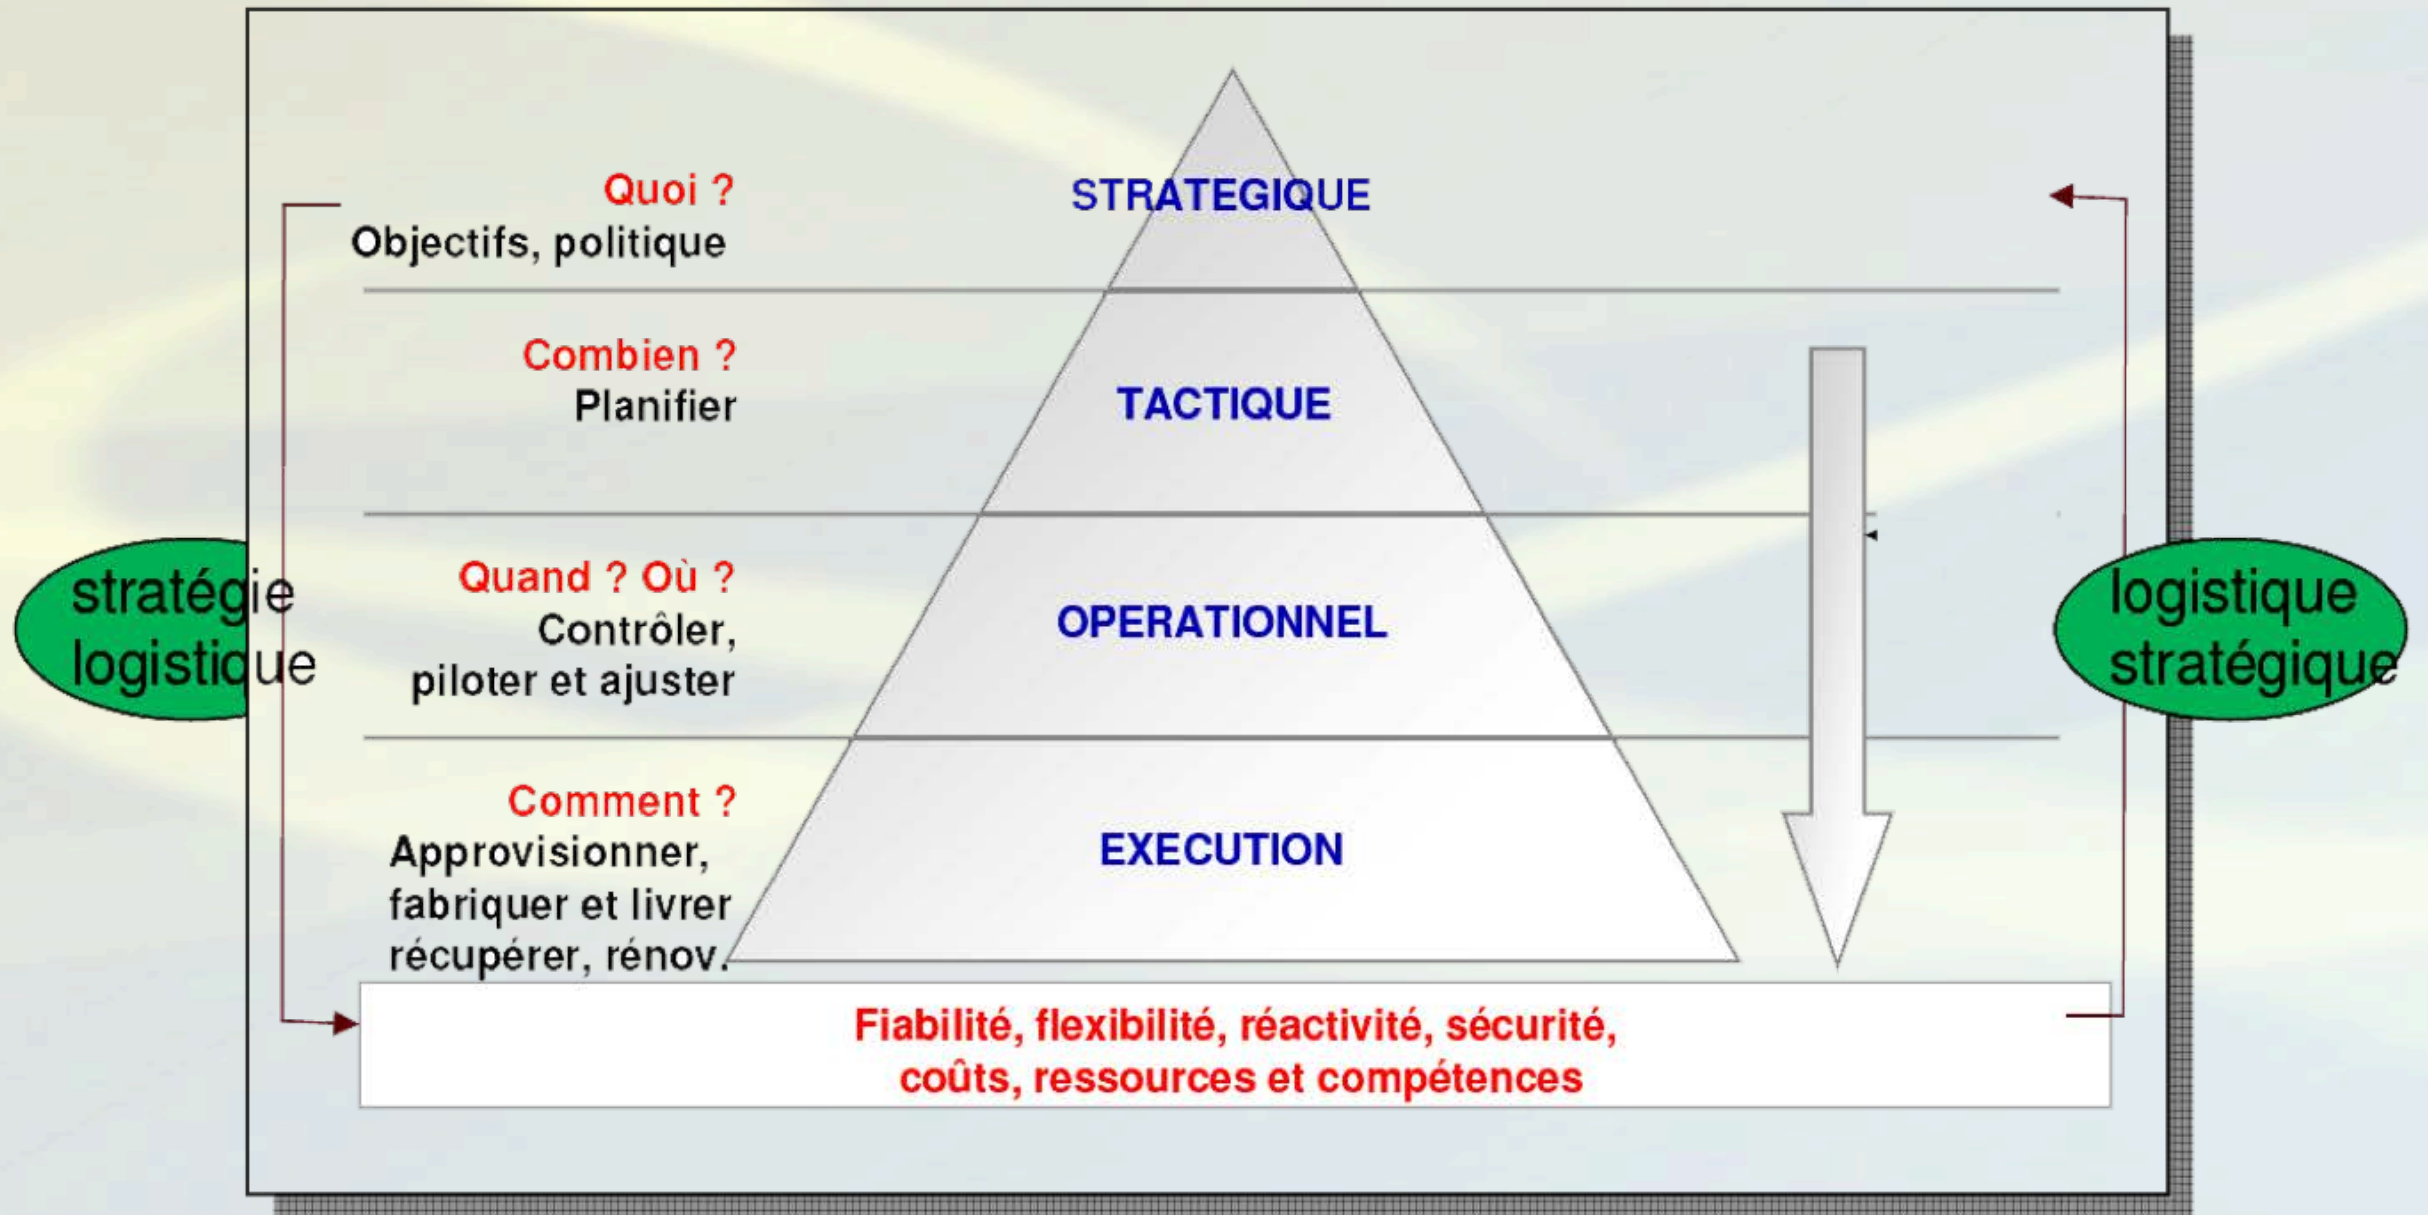 Quoi ?
Objectifs, politique
STRATEGIQUE
Combien ?
Planifier
TACTIQUE
stratégie
logistique
Quand ? Où ?
Contrôler,
piloter et ajuster
OPERATIONNEL
logistique
stratégique
Comment ?
Approvisionner,
fabriquer et livrer
récupérer, rénov.
EXECUTION
Fiabilité, flexibilité, réactivité, sécurité,
coûts, ressources et compétences